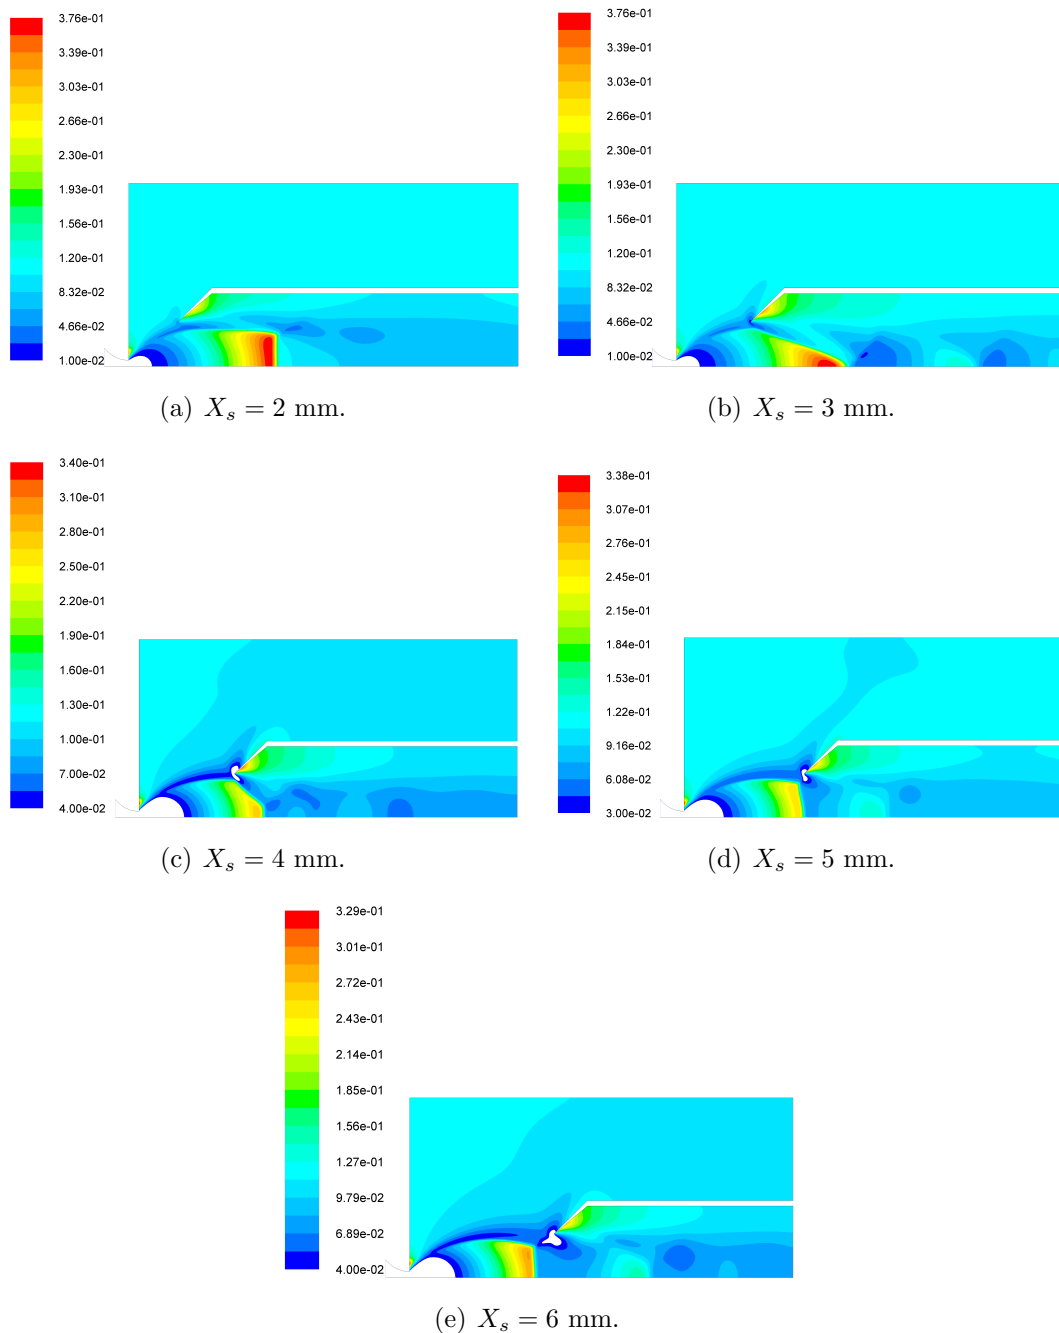 3.76e-01
3.39e-01
3.03e-01
2.66e-01
2.30e-01
1.93e-01
1.56e-01
1.20e-01
8.32e-02
4.66e-02
1.00e-02
(a) X_s = 2 mm.
3.76e-01
3.39e-01
3.03e-01
2.66e-01
2.30e-01
1.93e-01
1.56e-01
1.20e-01
8.32e-02
4.66e-02
1.00e-02
(b) X_s = 3 mm.
3.40e-01
3.10e-01
2.80e-01
2.50e-01
2.20e-01
1.90e-01
1.60e-01
1.30e-01
1.00e-01
7.00e-02
4.00e-02
(c) X_s = 4 mm.
3.38e-01
3.07e-01
2.76e-01
2.45e-01
2.15e-01
1.84e-01
1.53e-01
1.22e-01
9.16e-02
6.08e-02
3.00e-02
(d) X_s = 5 mm.
3.29e-01
3.01e-01
2.72e-01
2.43e-01
2.14e-01
1.85e-01
1.56e-01
1.27e-01
9.79e-02
6.89e-02
4.00e-02
(e) X_s = 6 mm.